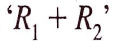 ‘R₁ + R₂’